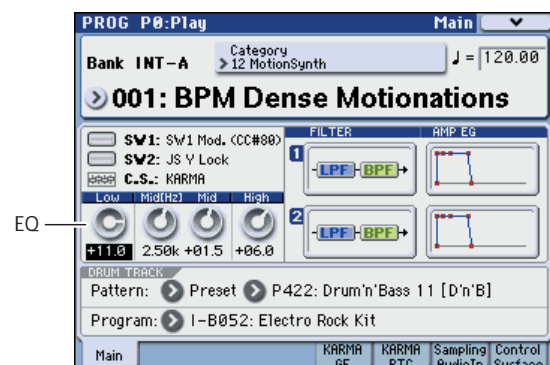 PROG P0:Play Main
Bank INT-A Category ♩= 120.00
12 MotionSynth
001: BPM Dense Motionations
SW1: SW1 Mod. (CC#80) FILTER AMP EG
SW2: JS Y Lock 1 LPF BPF
C.S.: KARMA
Low Mid[Hz] Mid High
EQ
2 LPF BPF
+11.0 2.50k +01.5 +06.0
DRUM TRACK
Pattern: Preset P422: Drum'n'Bass 11 [D'n'B]
Program: I-B052: Electro Rock Kit
Main KARMA GE KARMA RTC Sampling AudioIn Control Surface